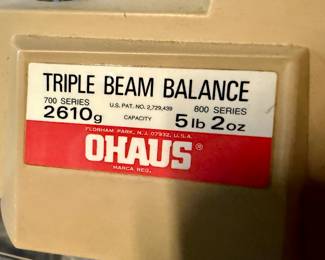 TRIPLE BEAM BALANCE
700 SERIES U.S. PAT. NO. 2,729,439 800 SERIES
2610g CAPACITY 5 lb 2 oz
FLORHAM PARK, N.J. 07932, U.S.A.
OHAUS®
MARCA REG.